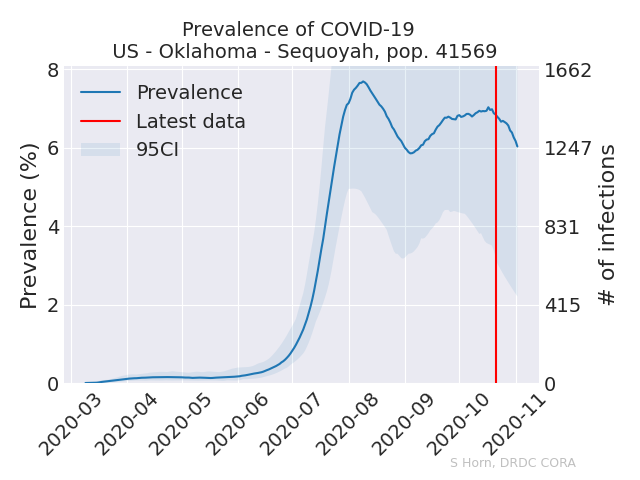 Prevalence of COVID-19
US - Oklahoma - Sequoyah, pop. 41569
Prevalence (%)
8
6
4
2
0
Prevalence
Latest data
95CI
1662
1247
831
415
0
# of infections
2020-03
2020-04
2020-05
2020-06
2020-07
2020-08
2020-09
2020-10
2020-11
S Horn, DRDC CORA